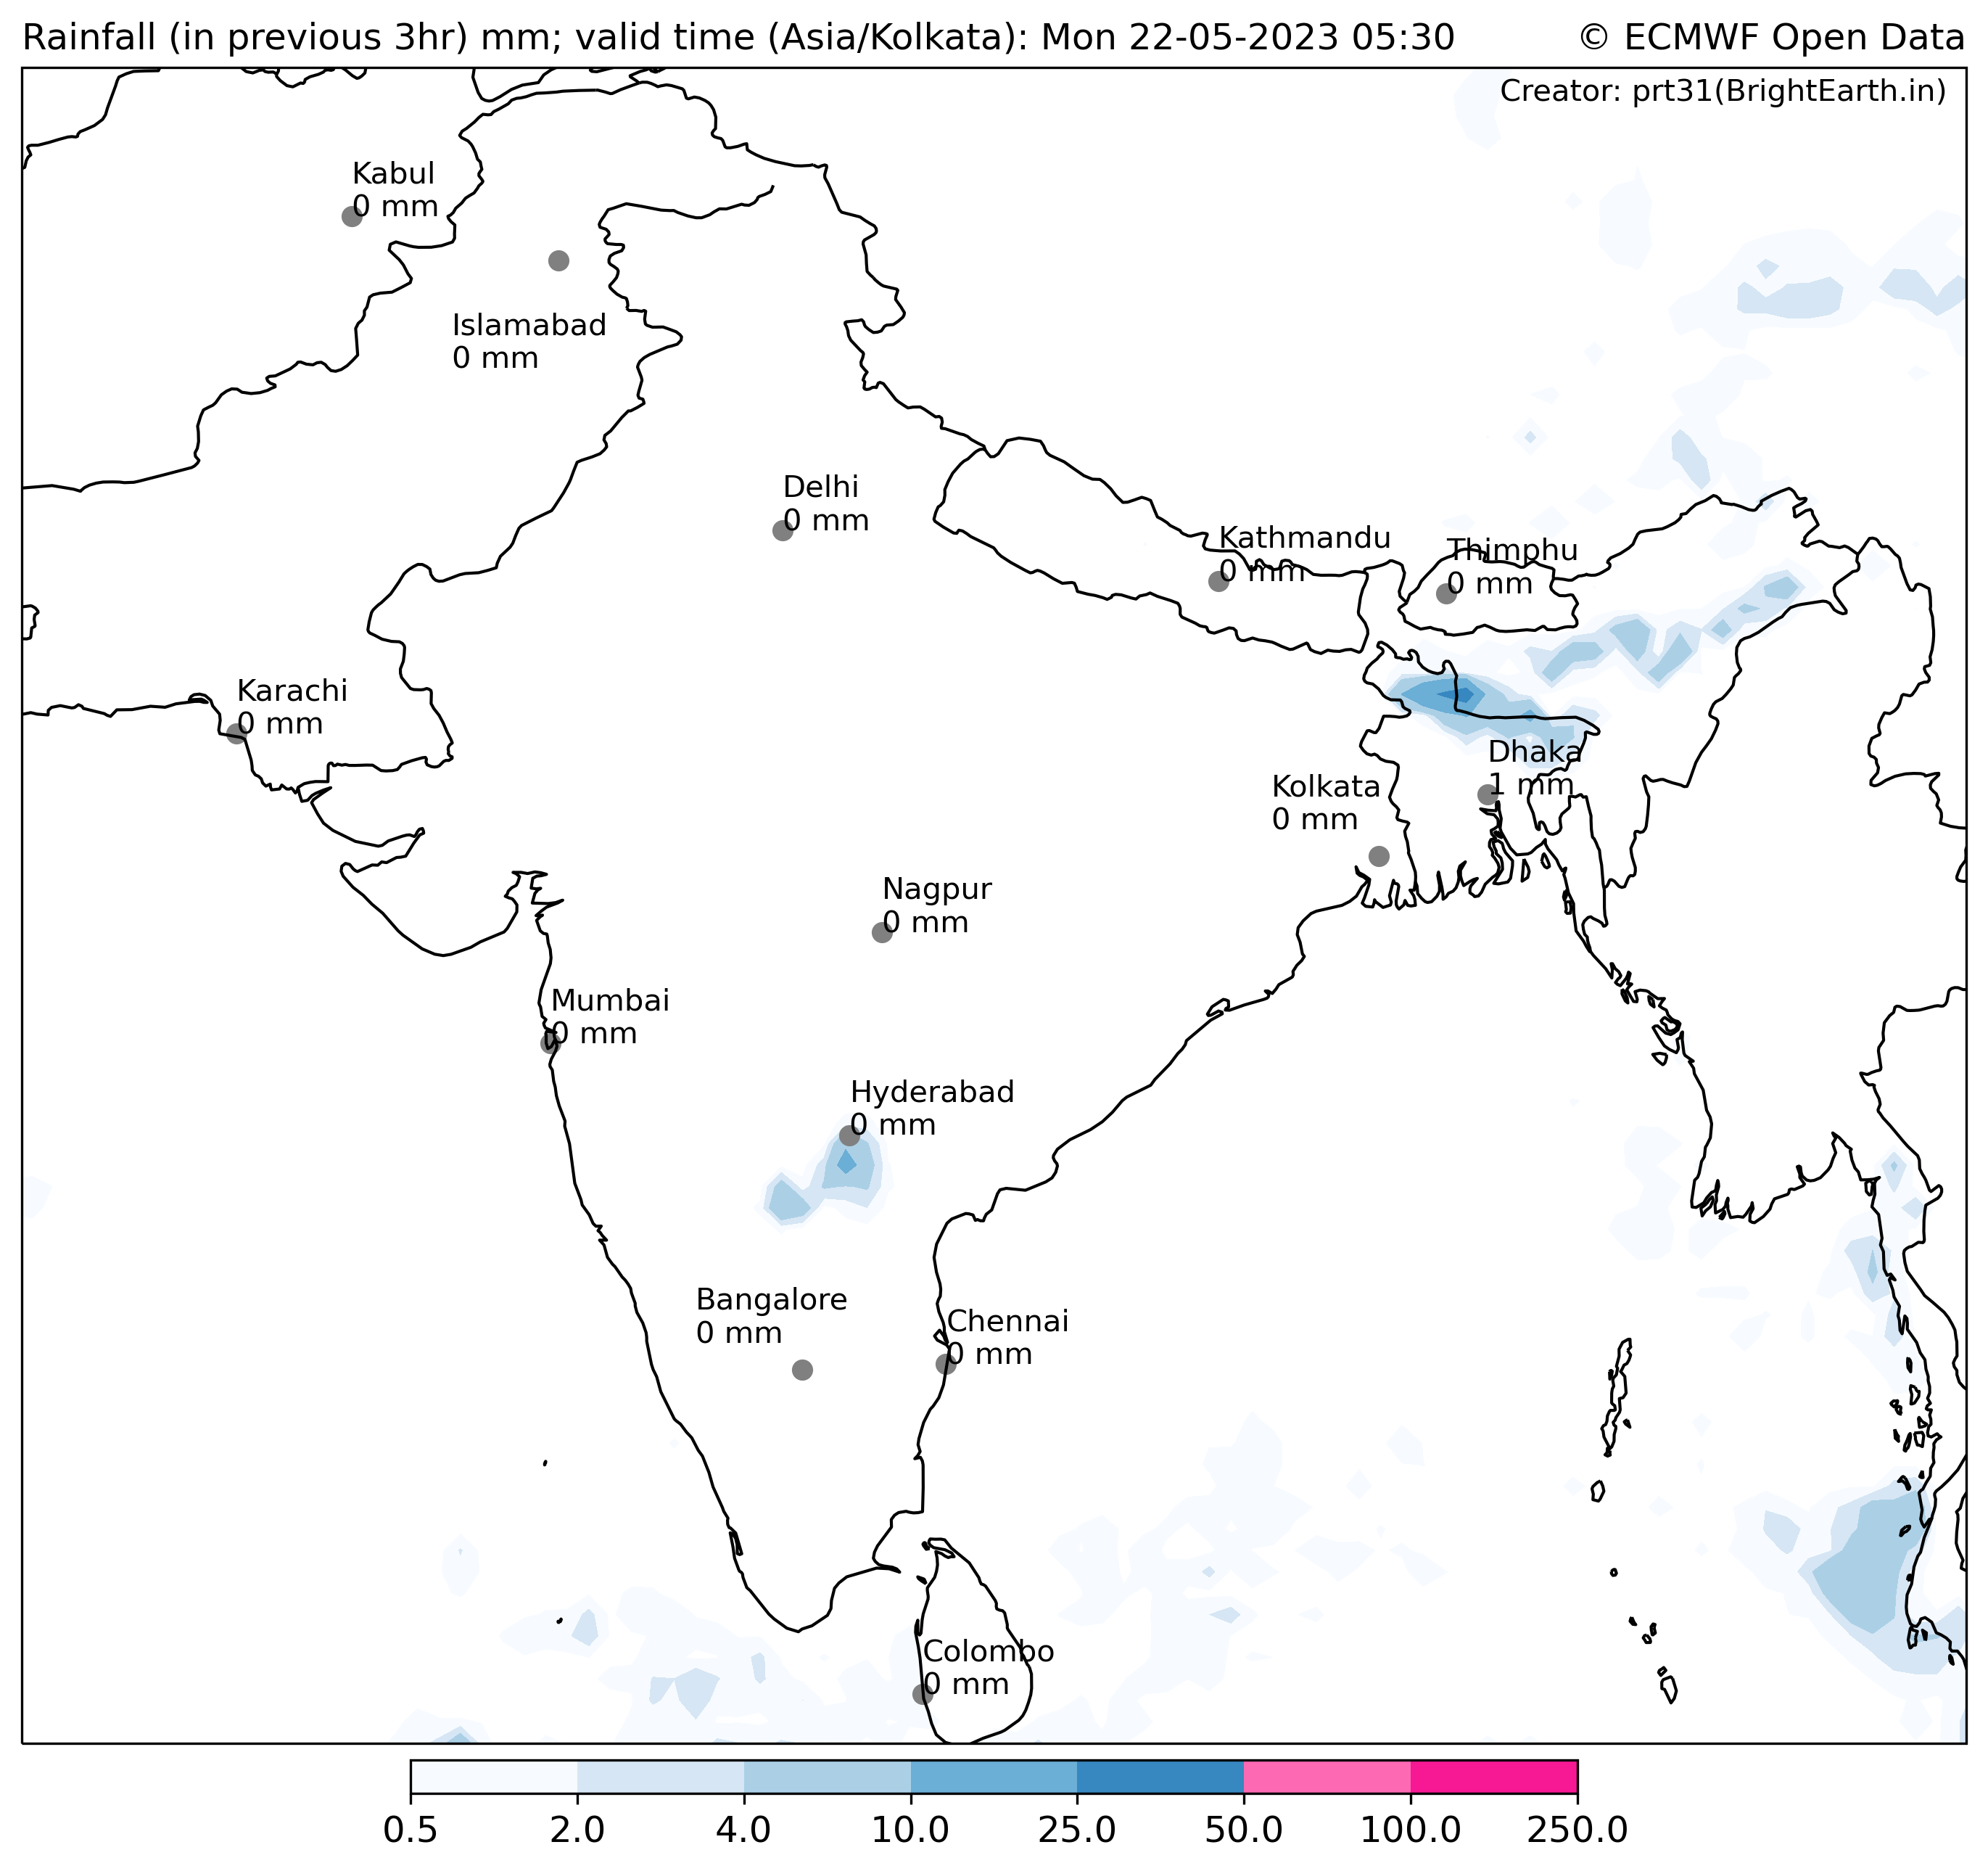 Rainfall (in previous 3hr) mm; valid time (Asia/Kolkata): Mon 22-05-2023 05:30
© ECMWF Open Data
Creator: prt31(BrightEarth.in)
Kabul
0 mm
Islamabad
0 mm
Delhi
0 mm
Kathmandu
0 mm
Thimphu
0 mm
Karachi
0 mm
Dhaka
1 mm
Kolkata
0 mm
Nagpur
0 mm
Mumbai
0 mm
Hyderabad
0 mm
Bangalore
0 mm
Chennai
0 mm
Colombo
0 mm
0.5 2.0 4.0 10.0 25.0 50.0 100.0 250.0